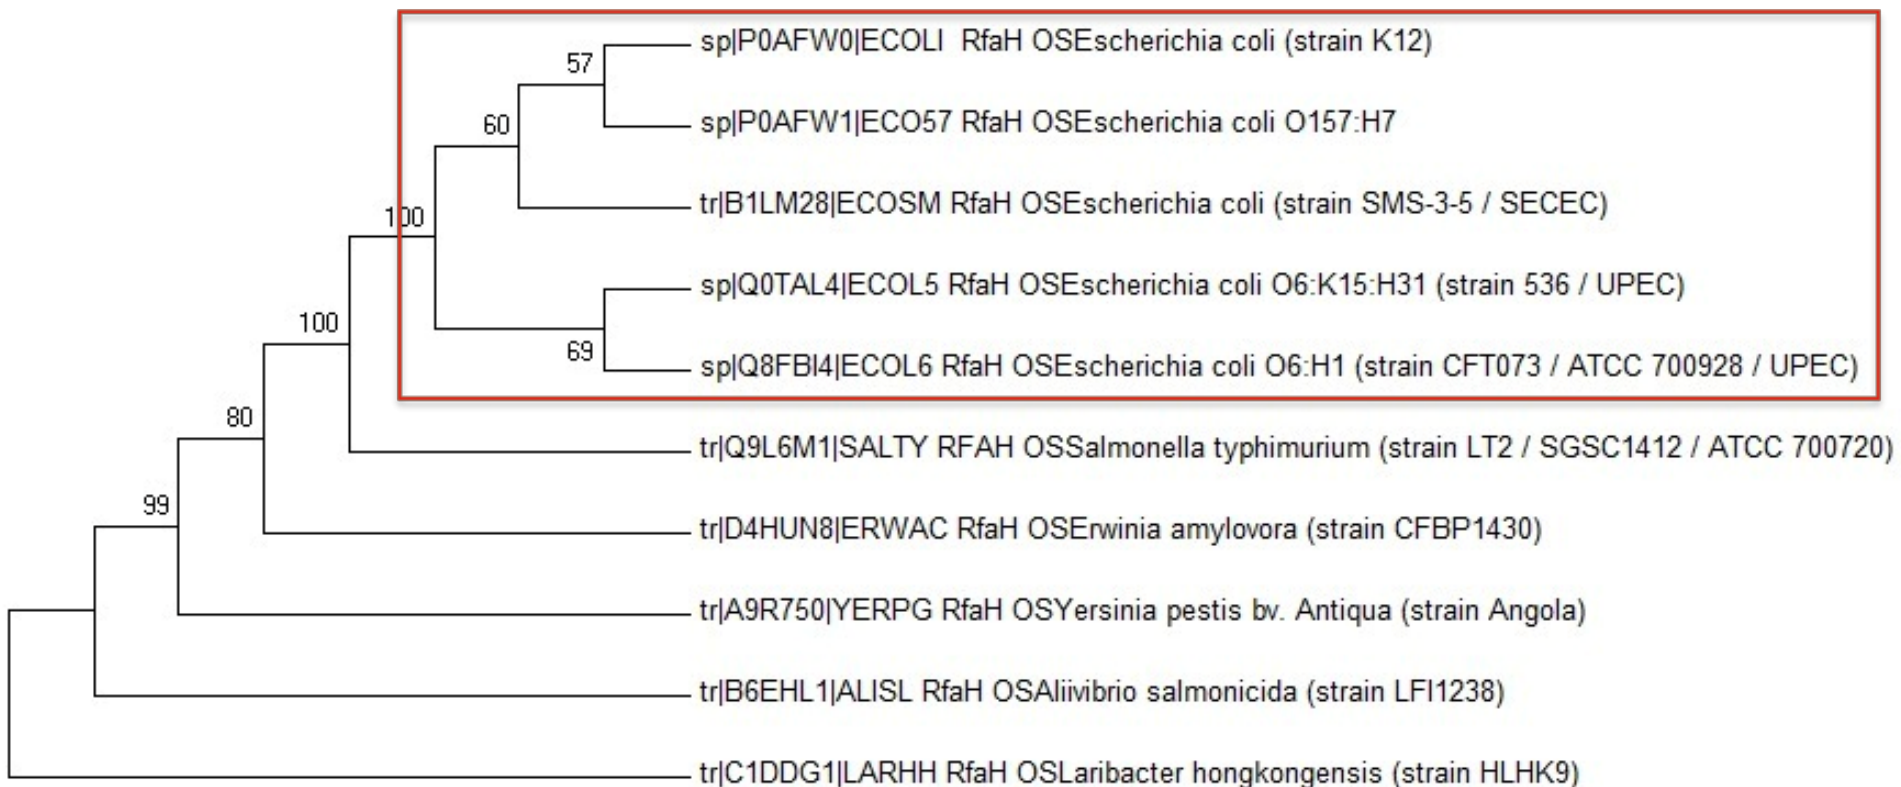 sp|P0AFW0|ECOLI RfaH OSEscherichia coli (strain K12)
57
sp|P0AFW1|ECO57 RfaH OSEscherichia coli O157:H7
60
tr|B1LM28|ECOSM RfaH OSEscherichia coli (strain SMS-3-5 / SECEC)
100
sp|Q0TAL4|ECOL5 RfaH OSEscherichia coli O6:K15:H31 (strain 536 / UPEC)
100
69
sp|Q8FBI4|ECOL6 RfaH OSEscherichia coli O6:H1 (strain CFT073 / ATCC 700928 / UPEC)
80
tr|Q9L6M1|SALTY RFAH OSSalmonella typhimurium (strain LT2 / SGSC1412 / ATCC 700720)
99
tr|D4HUN8|ERWAC RfaH OSErwinia amylovora (strain CFBP1430)
tr|A9R750|YERPG RfaH OSYersinia pestis bv. Antiqua (strain Angola)
tr|B6EHL1|ALISL RfaH OSAliivibrio salmonicida (strain LFI1238)
tr|C1DDG1|LARHH RfaH OSLaribacter hongkongensis (strain HLHK9)